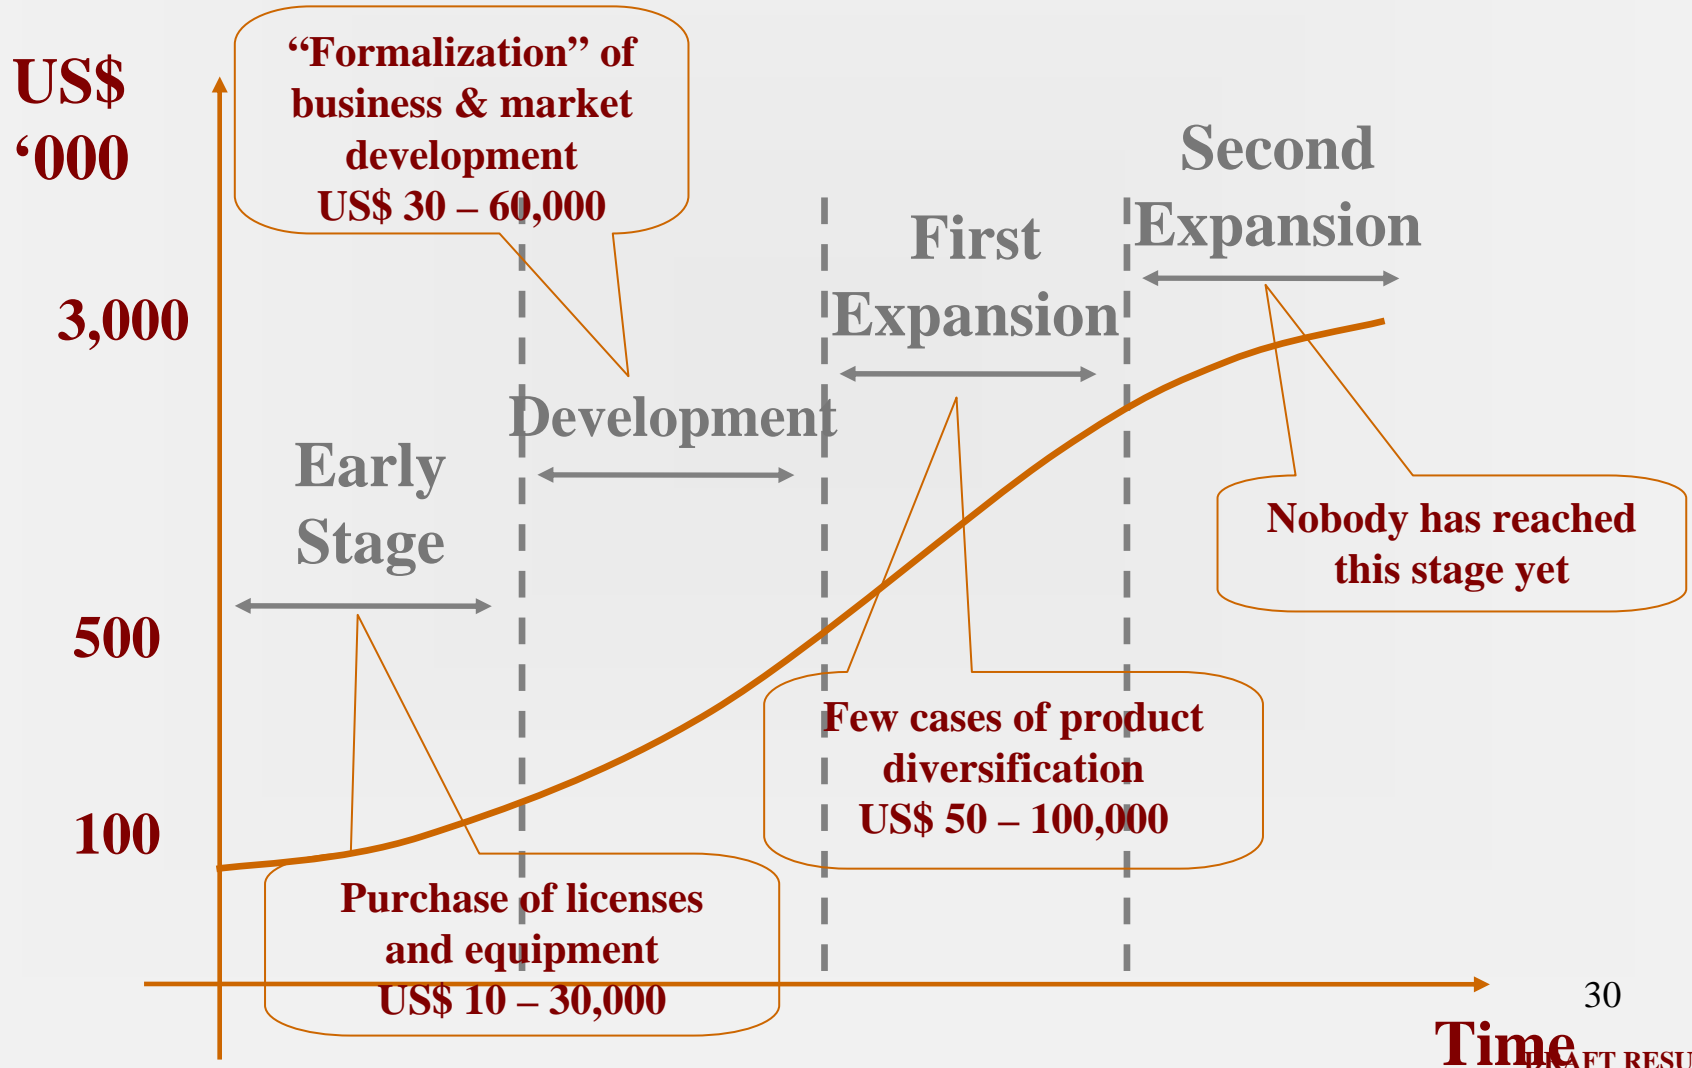 US$
‘000
“Formalization” of
business & market
development
US$ 30 – 60,000
Second
Expansion
First
Expansion
3,000
Development
Early
Stage
Nobody has reached
this stage yet
500
Few cases of product
diversification
US$ 50 – 100,000
100
Purchase of licenses
and equipment
US$ 10 – 30,000
30
Time
DRAFT RESU